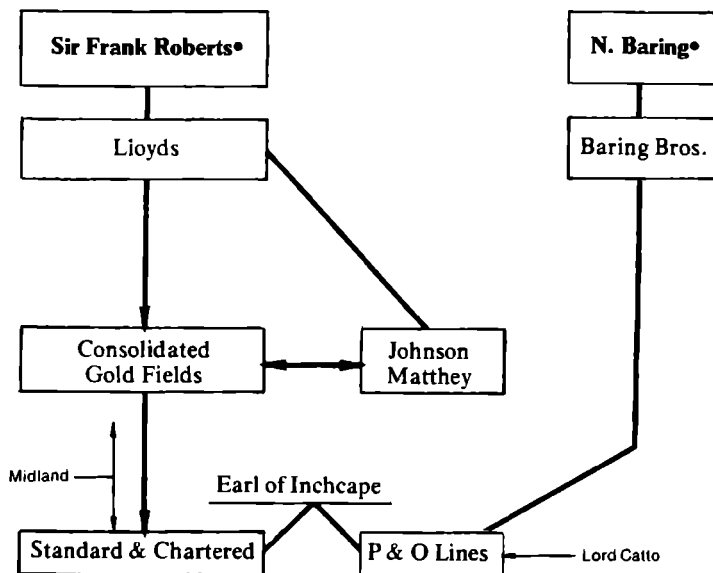 Sir Frank Roberts•
N. Baring•
Lioyds
Baring Bros.
Consolidated
Gold Fields
Johnson
Matthey
Midland
Earl of Inchcape
Standard & Chartered
P & O Lines
Lord Catto